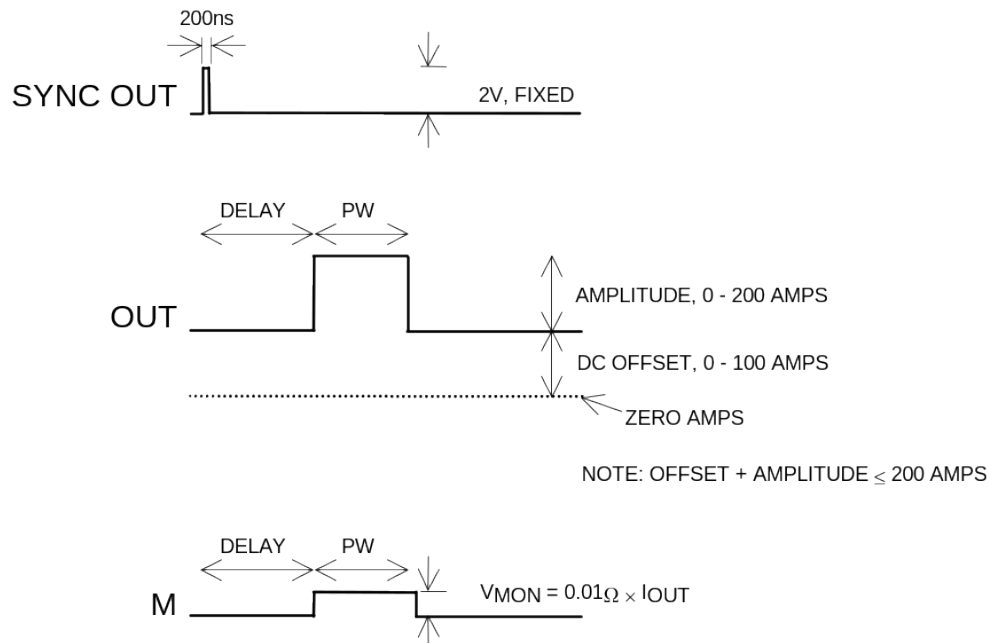 200ns
SYNC OUT
2V, FIXED
DELAY
PW
AMPLITUDE, 0 - 200 AMPS
OUT
DC OFFSET, 0 - 100 AMPS
ZERO AMPS
NOTE: OFFSET + AMPLITUDE ≤ 200 AMPS
DELAY
PW
VMON = 0.01Ω × IOUT
M